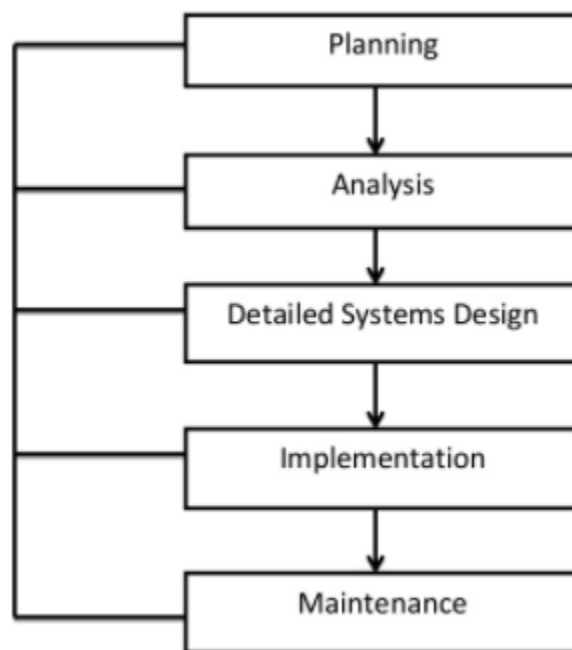 Planning
Analysis
Detailed Systems Design
Implementation
Maintenance